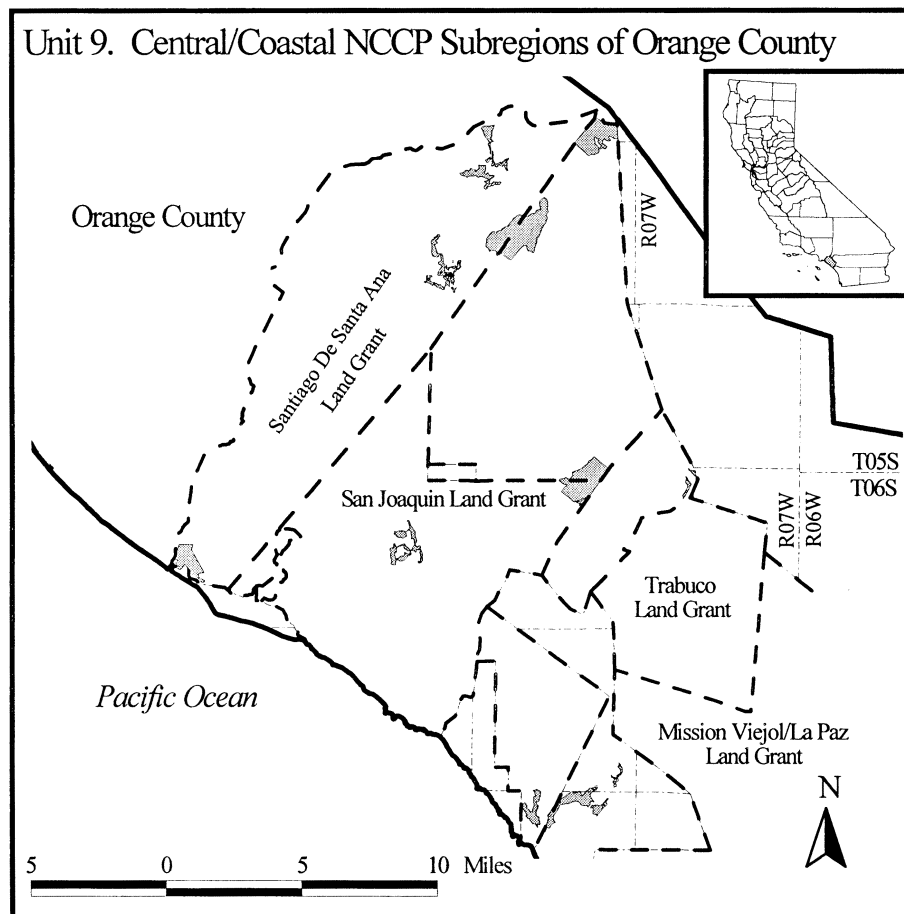 Unit 9. Central/Coastal NCCP Subregions of Orange County
Orange County
R07W
Santiago De Santa Ana
Land Grant
T05S
T06S
San Joaquin Land Grant
R07W
R06W
Trabuco
Land Grant
Pacific Ocean
Mission Viejol/La Paz
Land Grant
N
5 0 5 10 Miles